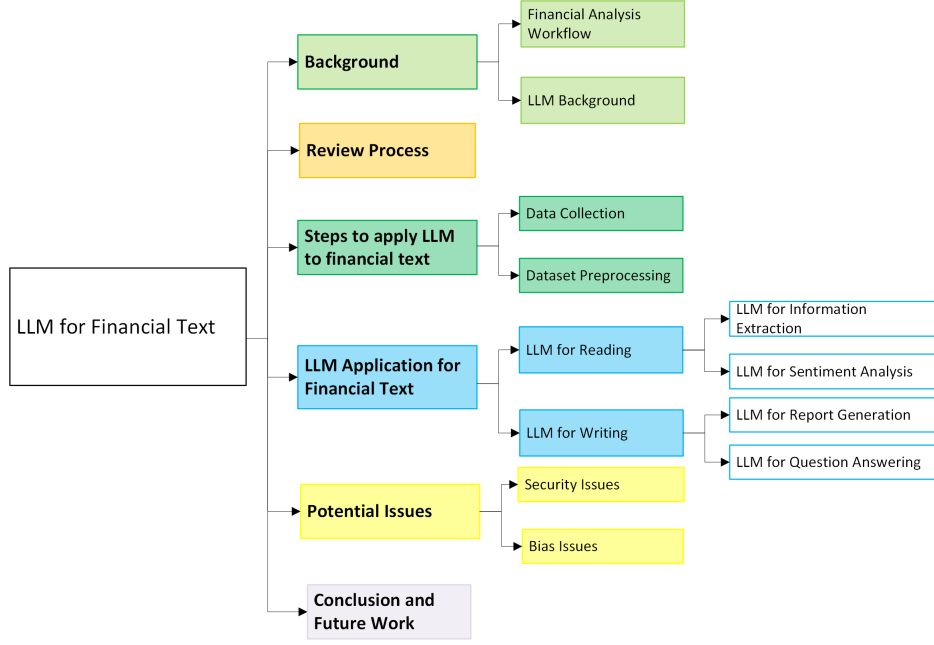 LLM for Financial Text
Background
Financial Analysis
Workflow
LLM Background
Review Process
Steps to apply LLM
to financial text
Data Collection
Dataset Preprocessing
LLM Application for
Financial Text
LLM for Reading
LLM for Information
Extraction
LLM for Sentiment Analysis
LLM for Writing
LLM for Report Generation
LLM for Question Answering
Potential Issues
Security Issues
Bias Issues
Conclusion and
Future Work